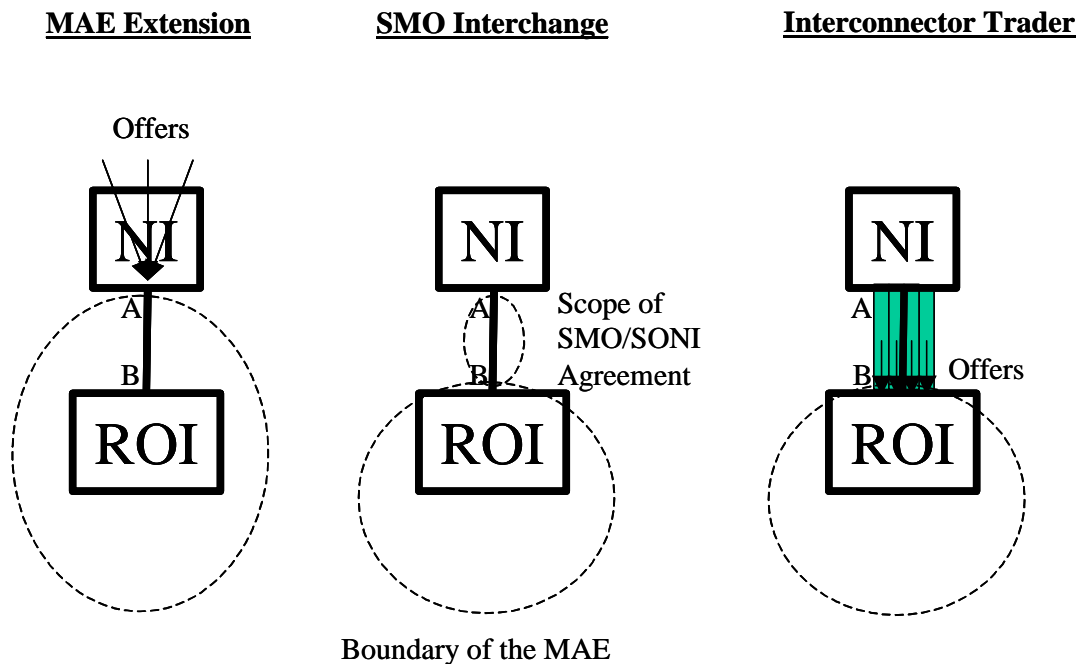 MAE Extension
SMO Interchange
Interconnector Trader
Offers
NI
A
B
ROI
NI
A
B
Scope of
SMO/SONI
Agreement
ROI
NI
A
B
Offers
ROI
Boundary of the MAE